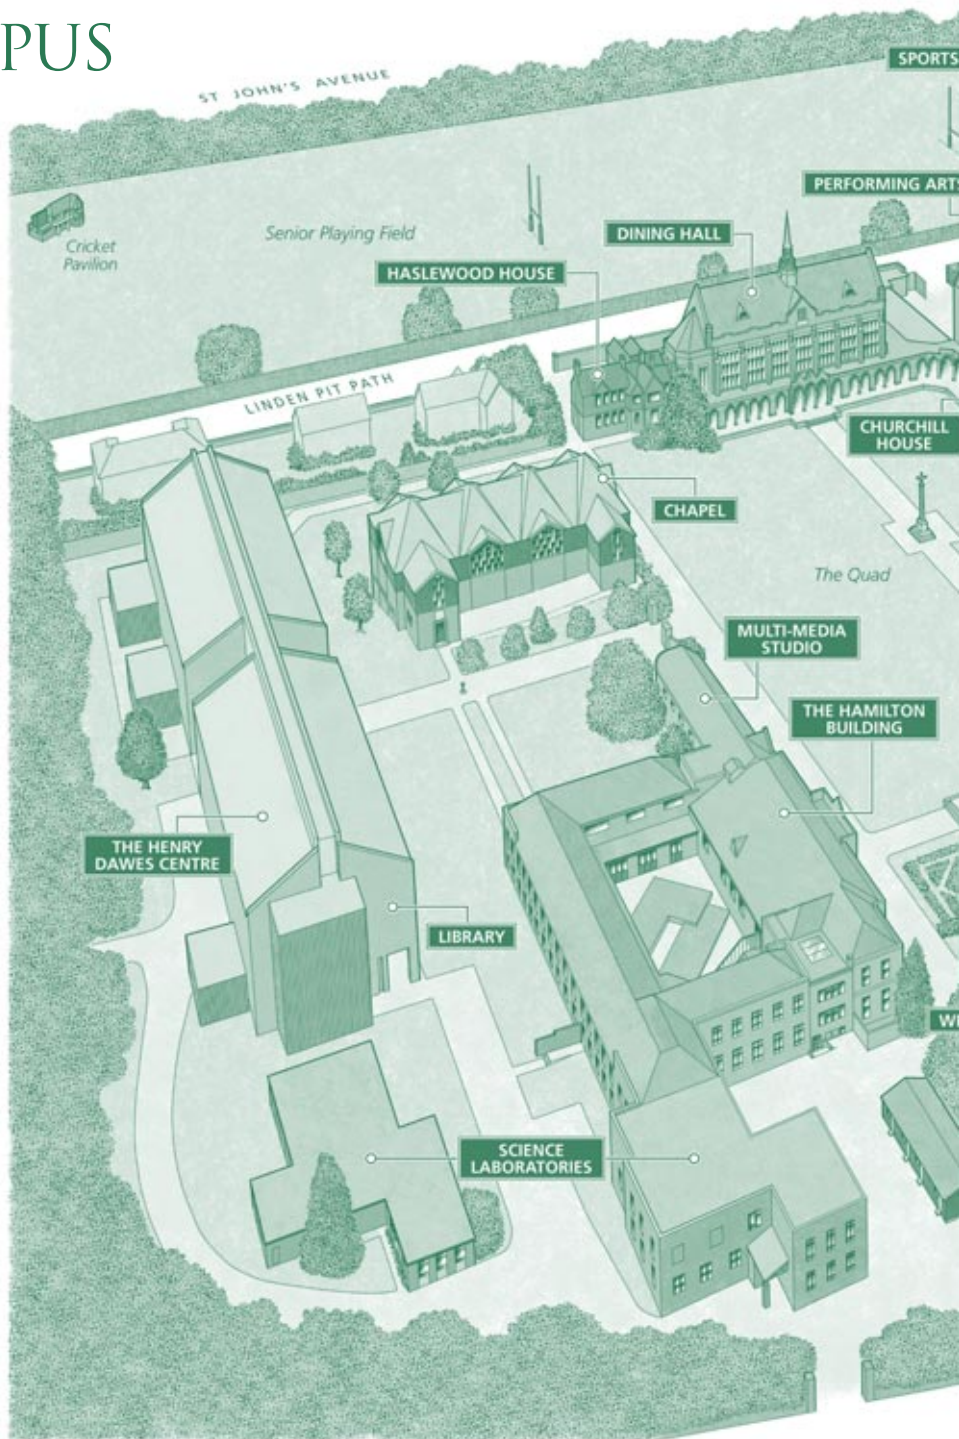 PUS
ST JOHN'S AVENUE
SPORTS
PERFORMING ARTS
Senior Playing Field
DINING HALL
Cricket
Pavilion
HASLEWOOD HOUSE
LINDEN PIT PATH
CHURCHILL
HOUSE
CHAPEL
The Quad
MULTI-MEDIA
STUDIO
THE HAMILTON
BUILDING
THE HENRY
DAWES CENTRE
LIBRARY
SCIENCE
LABORATORIES